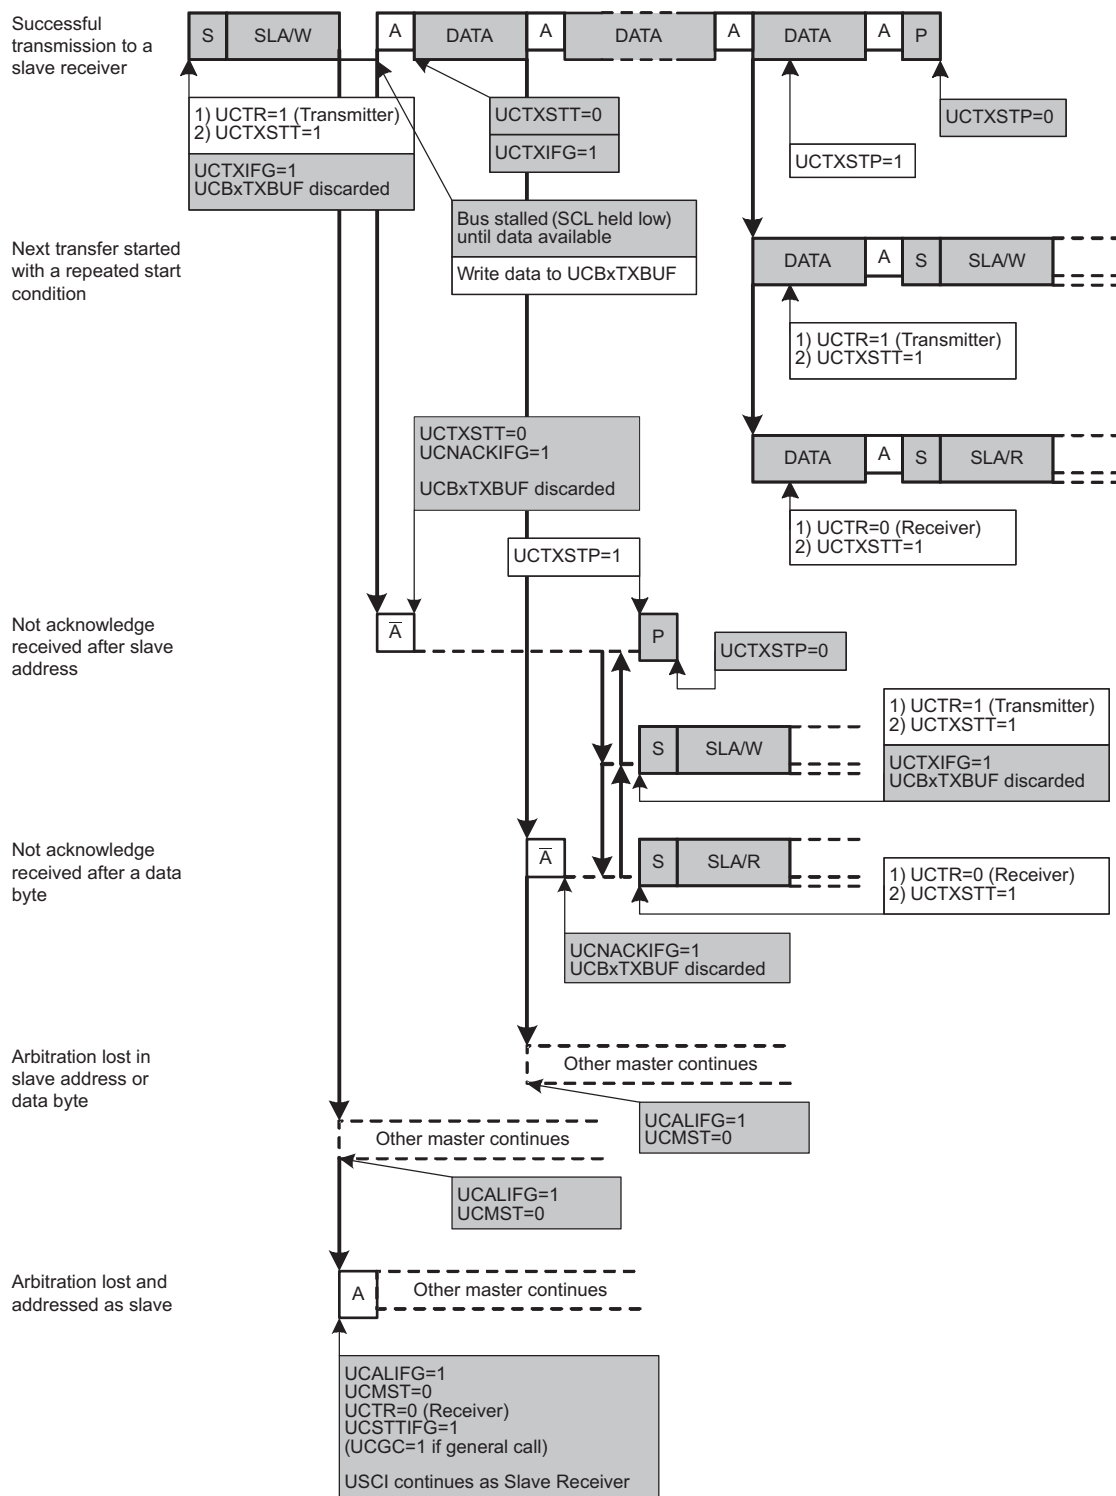 Successful
transmission to a
slave receiver
S
SLA/W
A
DATA
A
DATA
A
DATA
A
P
1) UCTR=1 (Transmitter)
2) UCTXSTT=1
UCTXIFG=1
UCBxTXBUF discarded
UCTXSTT=0
UCTXIFG=1
UCTXSTP=1
UCTXSTP=0
Bus stalled (SCL held low)
until data available
Write data to UCBxTXBUF
Next transfer started
with a repeated start
condition
DATA
A
S
SLA/W
1) UCTR=1 (Transmitter)
2) UCTXSTT=1
DATA
A
S
SLA/R
1) UCTR=0 (Receiver)
2) UCTXSTT=1
UCTXSTT=0
UCNACKIFG=1
UCBxTXBUF discarded
UCTXSTP=1
Not acknowledge
received after slave
address
A
P
UCTXSTP=0
S
SLA/W
1) UCTR=1 (Transmitter)
2) UCTXSTT=1
UCTXIFG=1
UCBxTXBUF discarded
Not acknowledge
received after a data
byte
A
S
SLA/R
1) UCTR=0 (Receiver)
2) UCTXSTT=1
UCNACKIFG=1
UCBxTXBUF discarded
Arbitration lost in
slave address or
data byte
Other master continues
UCALIFG=1
UCMST=0
Other master continues
UCALIFG=1
UCMST=0
Arbitration lost and
addressed as slave
A
Other master continues
UCALIFG=1
UCMST=0
UCTR=0 (Receiver)
UCSTTIFG=1
(UCGC=1 if general call)
USCI continues as Slave Receiver